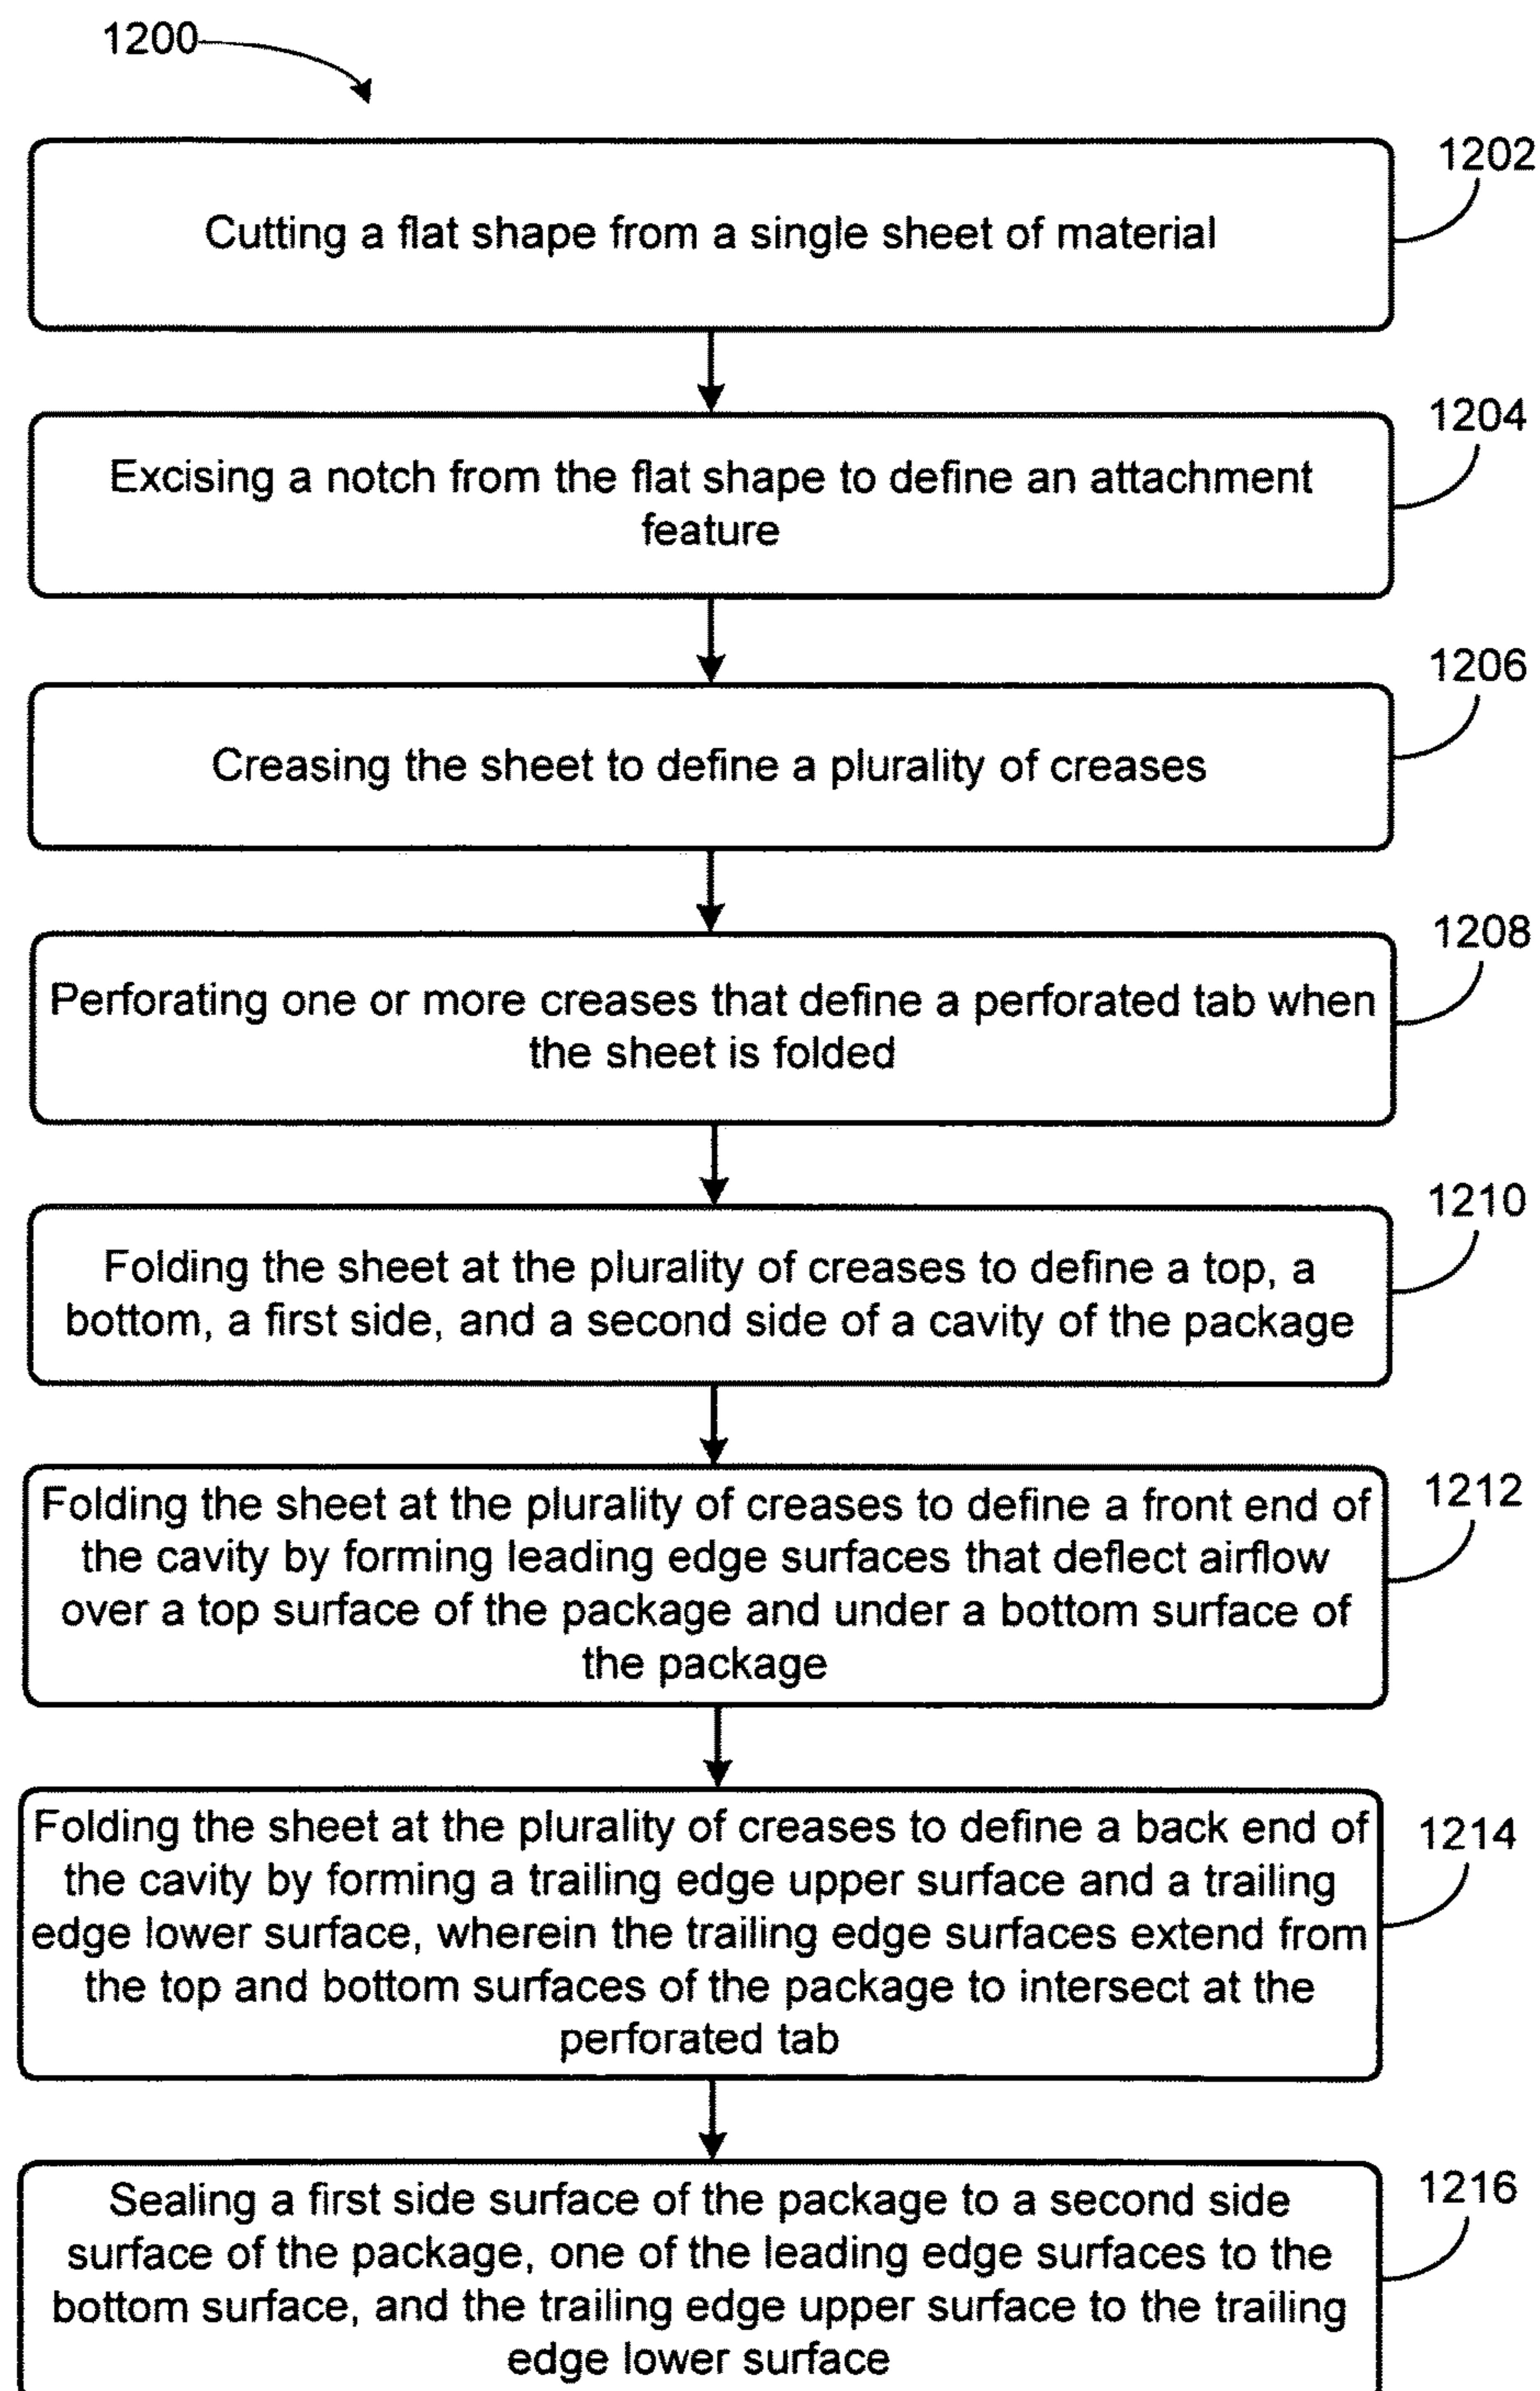 1200
1202
Cutting a flat shape from a single sheet of material
1204
Excising a notch from the flat shape to define an attachment
feature
1206
Creasing the sheet to define a plurality of creases
1208
Perforating one or more creases that define a perforated tab when
the sheet is folded
1210
Folding the sheet at the plurality of creases to define a top, a
bottom, a first side, and a second side of a cavity of the package
1212
Folding the sheet at the plurality of creases to define a front end of
the cavity by forming leading edge surfaces that deflect airflow
over a top surface of the package and under a bottom surface of
the package
1214
Folding the sheet at the plurality of creases to define a back end of
the cavity by forming a trailing edge upper surface and a trailing
edge lower surface, wherein the trailing edge surfaces extend from
the top and bottom surfaces of the package to intersect at the
perforated tab
1216
Sealing a first side surface of the package to a second side
surface of the package, one of the leading edge surfaces to the
bottom surface, and the trailing edge upper surface to the trailing
edge lower surface